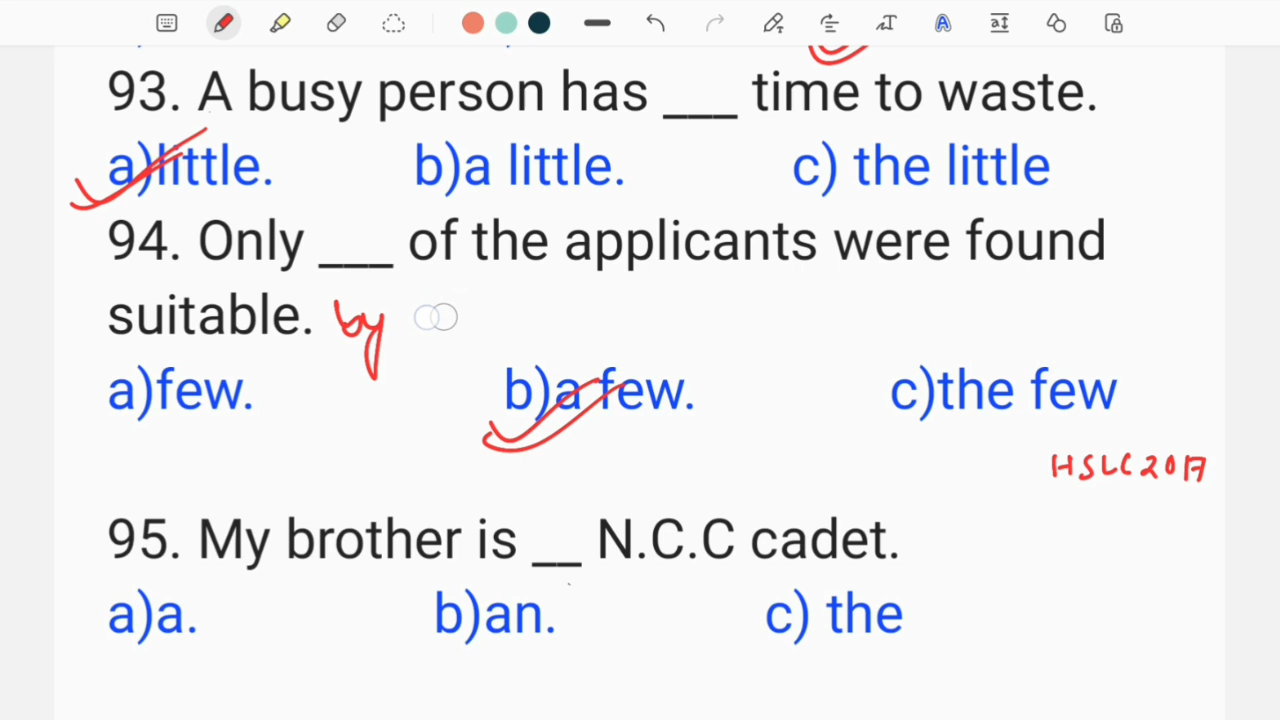 93. A busy person has ___ time to waste.
a)little. b)a little. c) the little
94. Only ___ of the applicants were found
suitable. by
a)few. b)a few. c)the few
HSLC 2017
95. My brother is __ N.C.C cadet.
a)a. b)an. c) the